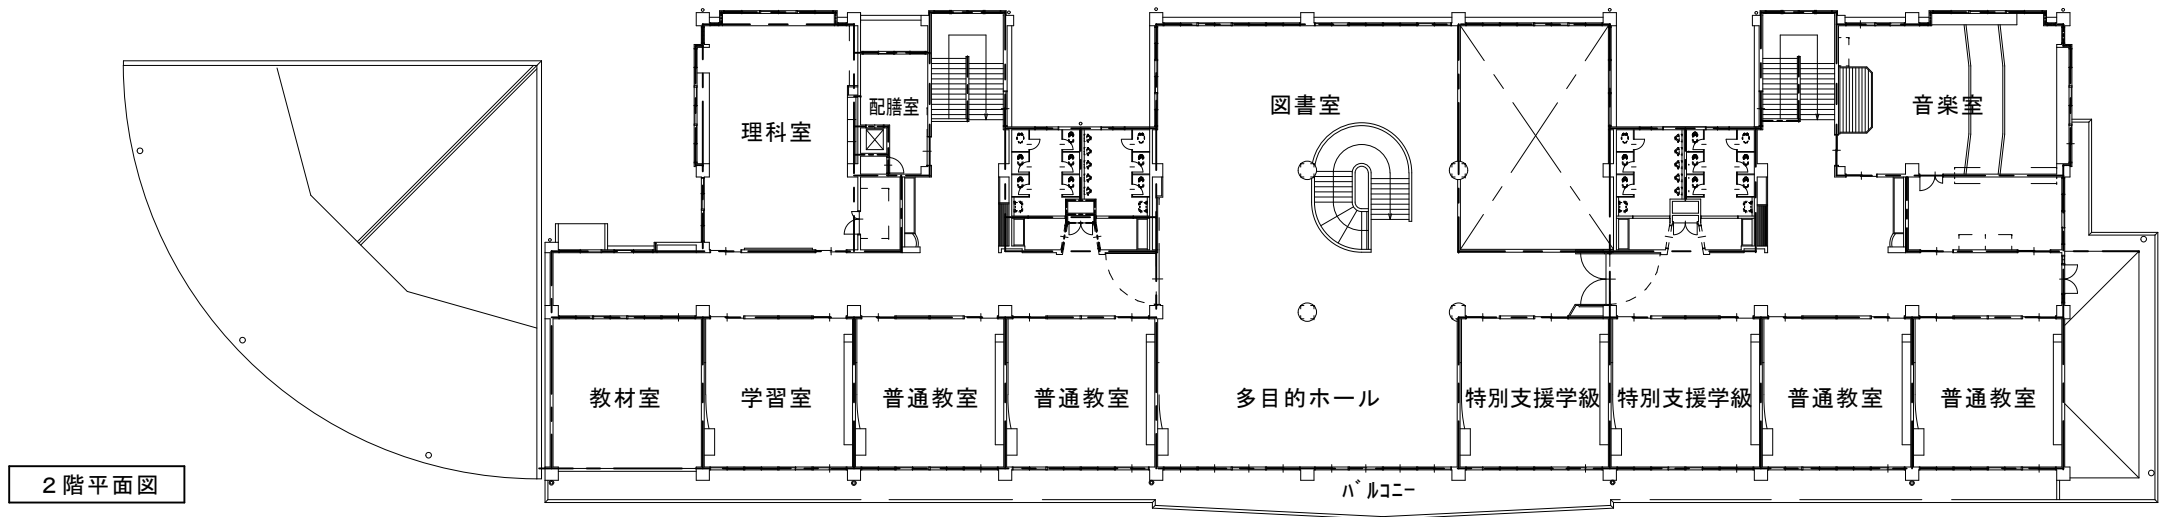 図書室
音楽室
配膳室
理科室
教材室
学習室
普通教室
普通教室
多目的ホール
特別支援学級
特別支援学級
普通教室
普通教室
２階平面図
バルコニー